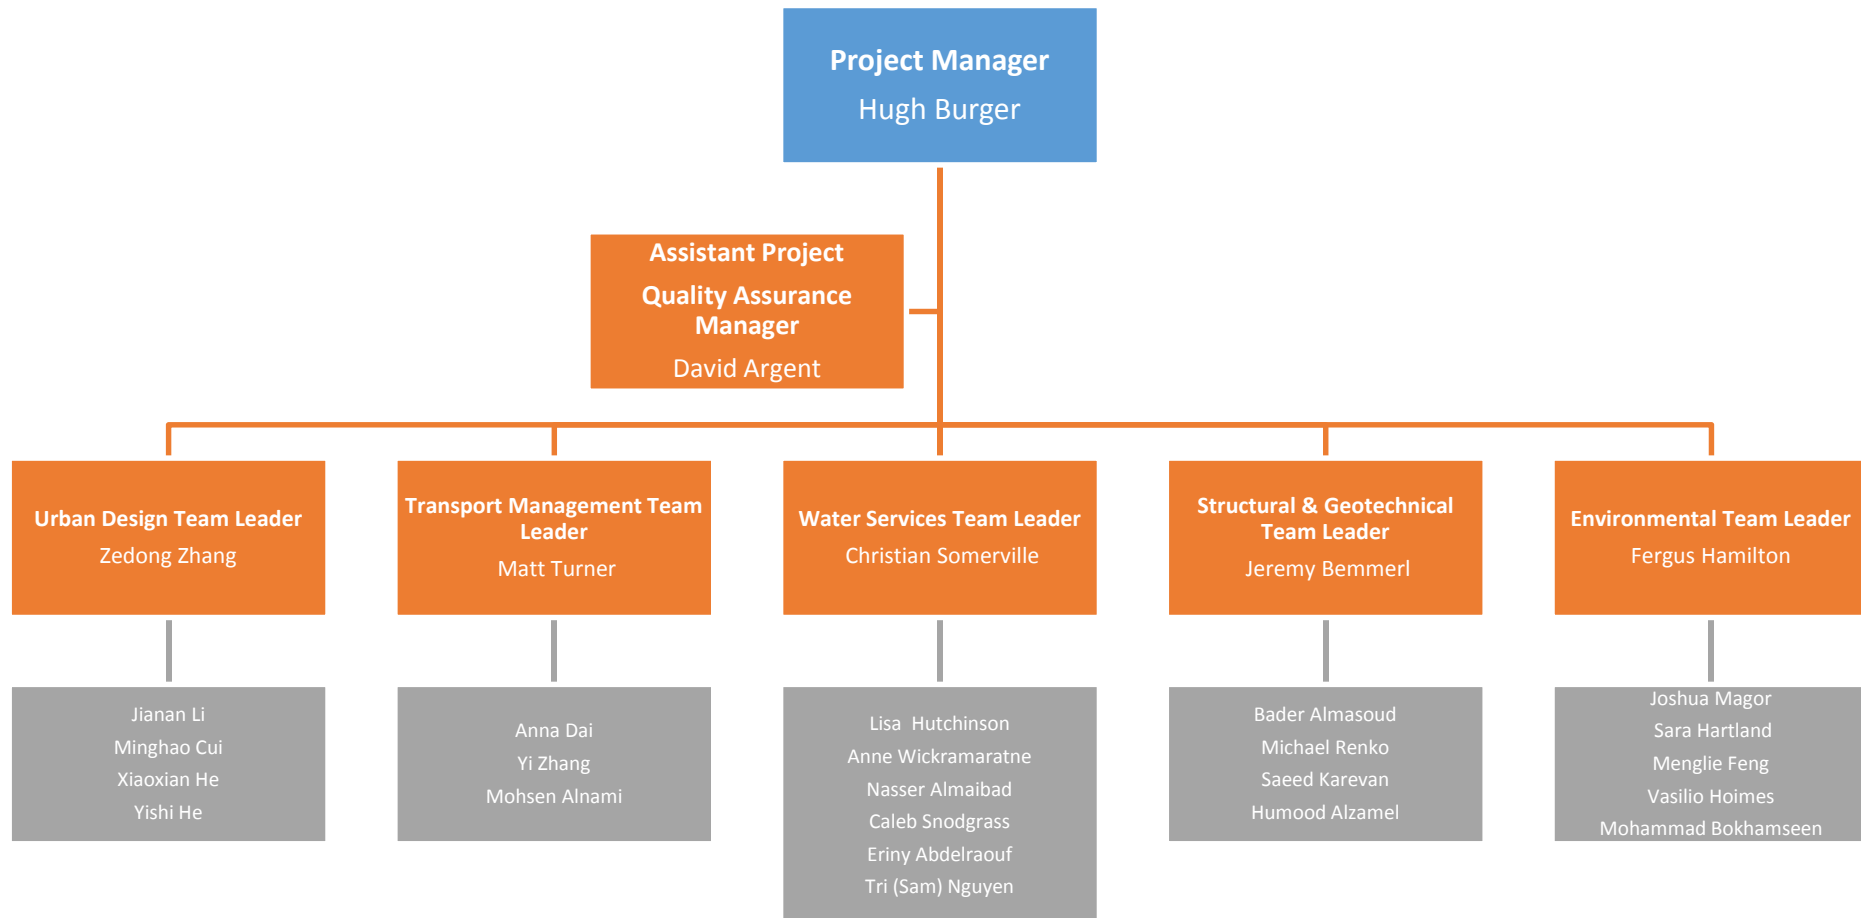 Project Manager
Hugh Burger
Assistant Project
Quality Assurance
Manager
David Argent
Urban Design Team Leader
Zedong Zhang
Transport Management Team
Leader
Matt Turner
Water Services Team Leader
Christian Somerville
Structural & Geotechnical
Team Leader
Jeremy Bemmerl
Environmental Team Leader
Fergus Hamilton
Jianan Li
Minghao Cui
Xiaoxian He
Yishi He
Anna Dai
Yi Zhang
Mohsen Alnami
Lisa  Hutchinson
Anne Wickramaratne
Nasser Almaibad
Caleb Snodgrass
Eriny Abdelraouf
Tri (Sam) Nguyen
Bader Almasoud
Michael Renko
Saeed Karevan
Humood Alzamel
Joshua Magor
Sara Hartland
Menglie Feng
Vasilio Hoimes
Mohammad Bokhamseen